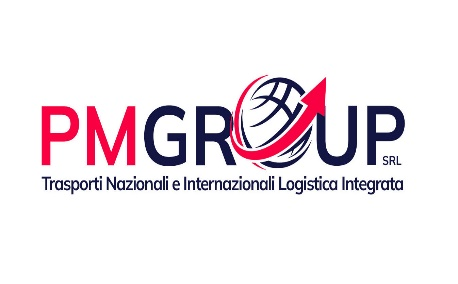 PMGROUP
SRL
Trasporti Nazionali e Internazionali Logistica Integrata